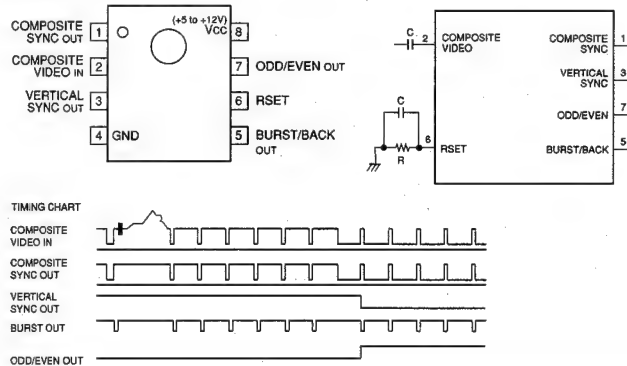 COMPOSITE
SYNC OUT
1
(+5 to +12V)
VCC
8
COMPOSITE
VIDEO IN
2
7
ODD/EVEN OUT
VERTICAL
SYNC OUT
3
6
RSET
4
GND
5
BURST/BACK
OUT
C
2
COMPOSITE
VIDEO
COMPOSITE
SYNC
1
VERTICAL
SYNC
3
ODD/EVEN
7
BURST/BACK
5
C
R
6
RSET
TIMING CHART
COMPOSITE
VIDEO IN
COMPOSITE
SYNC OUT
VERTICAL
SYNC OUT
BURST OUT
ODD/EVEN OUT